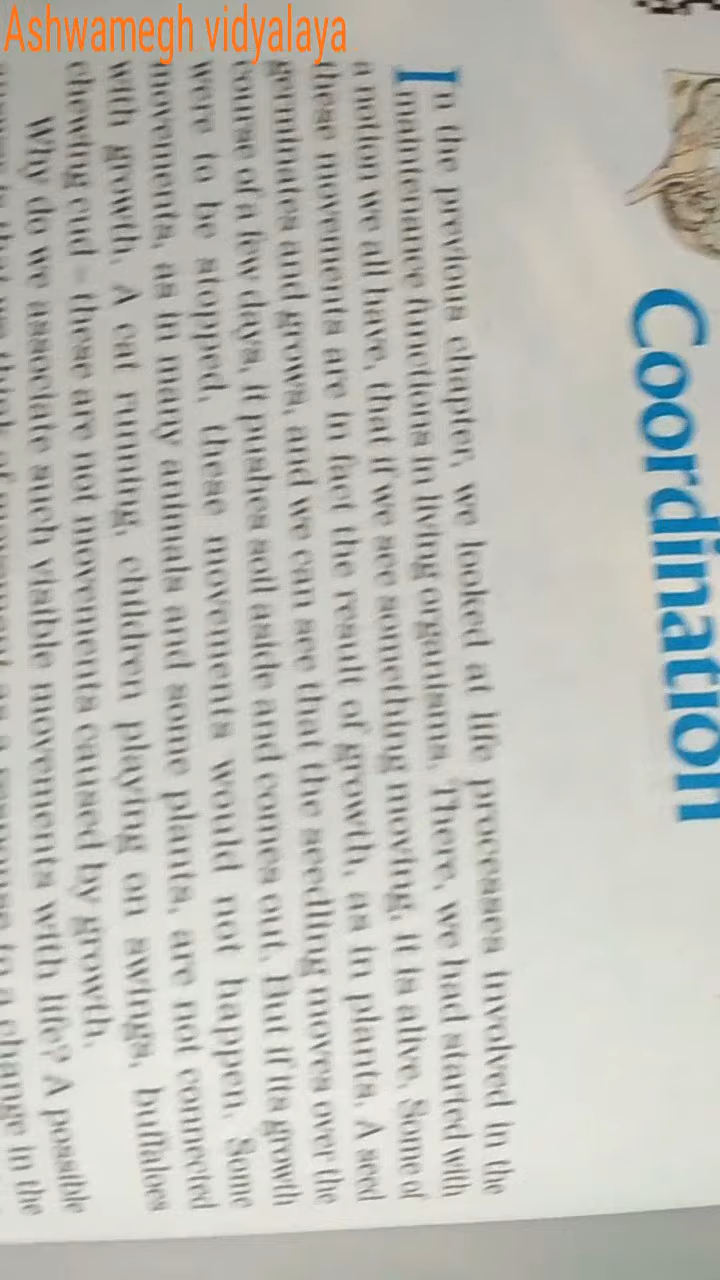 Ashwamegh vidyalaya
Coordination
In the previous chapter, we looked at life processes involved in the
maintenance functions in living organisms. There, we had started with
a notion we all have, that if we see something moving, it is alive. Some of
these movements are in fact the result of growth, as in plants. A seed
germinates and grows, and we can see that the seedling moves over the
course of a few days, it pushes soil aside and comes out. But if its growth
were to be stopped, these movements would not happen. Some
movements, as in many animals and some plants, are not connected
with growth. A cat running, children playing on swings, buffaloes
chewing cud – these are not movements caused by growth.
Why do we associate such visible movements with life? A possible
change in the